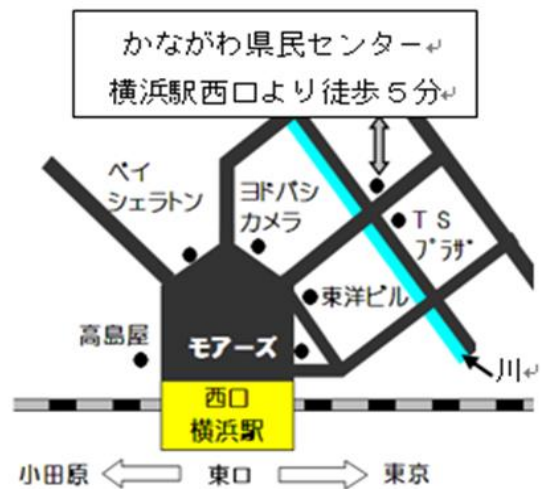 かながわ県民センター
横浜駅西口より徒歩５分
ベイ
シェラトン
ヨドバシ
カメラ
ＴＳ
プラザ
東洋ビル
高島屋
モアーズ
川
西口
横浜駅
小田原
東口
東京